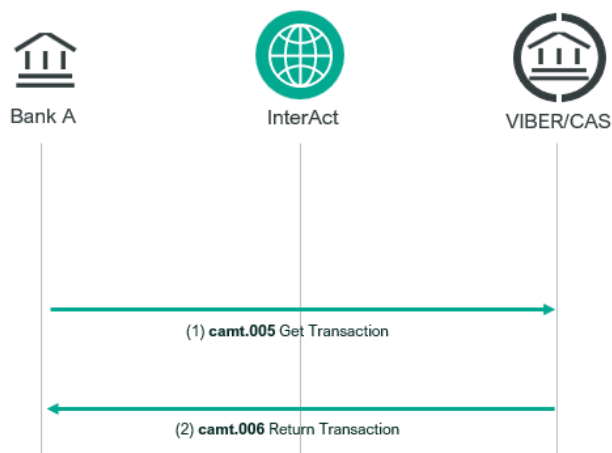 Bank A
InterAct
VIBER/CAS
(1) camt.005 Get Transaction
(2) camt.006 Return Transaction